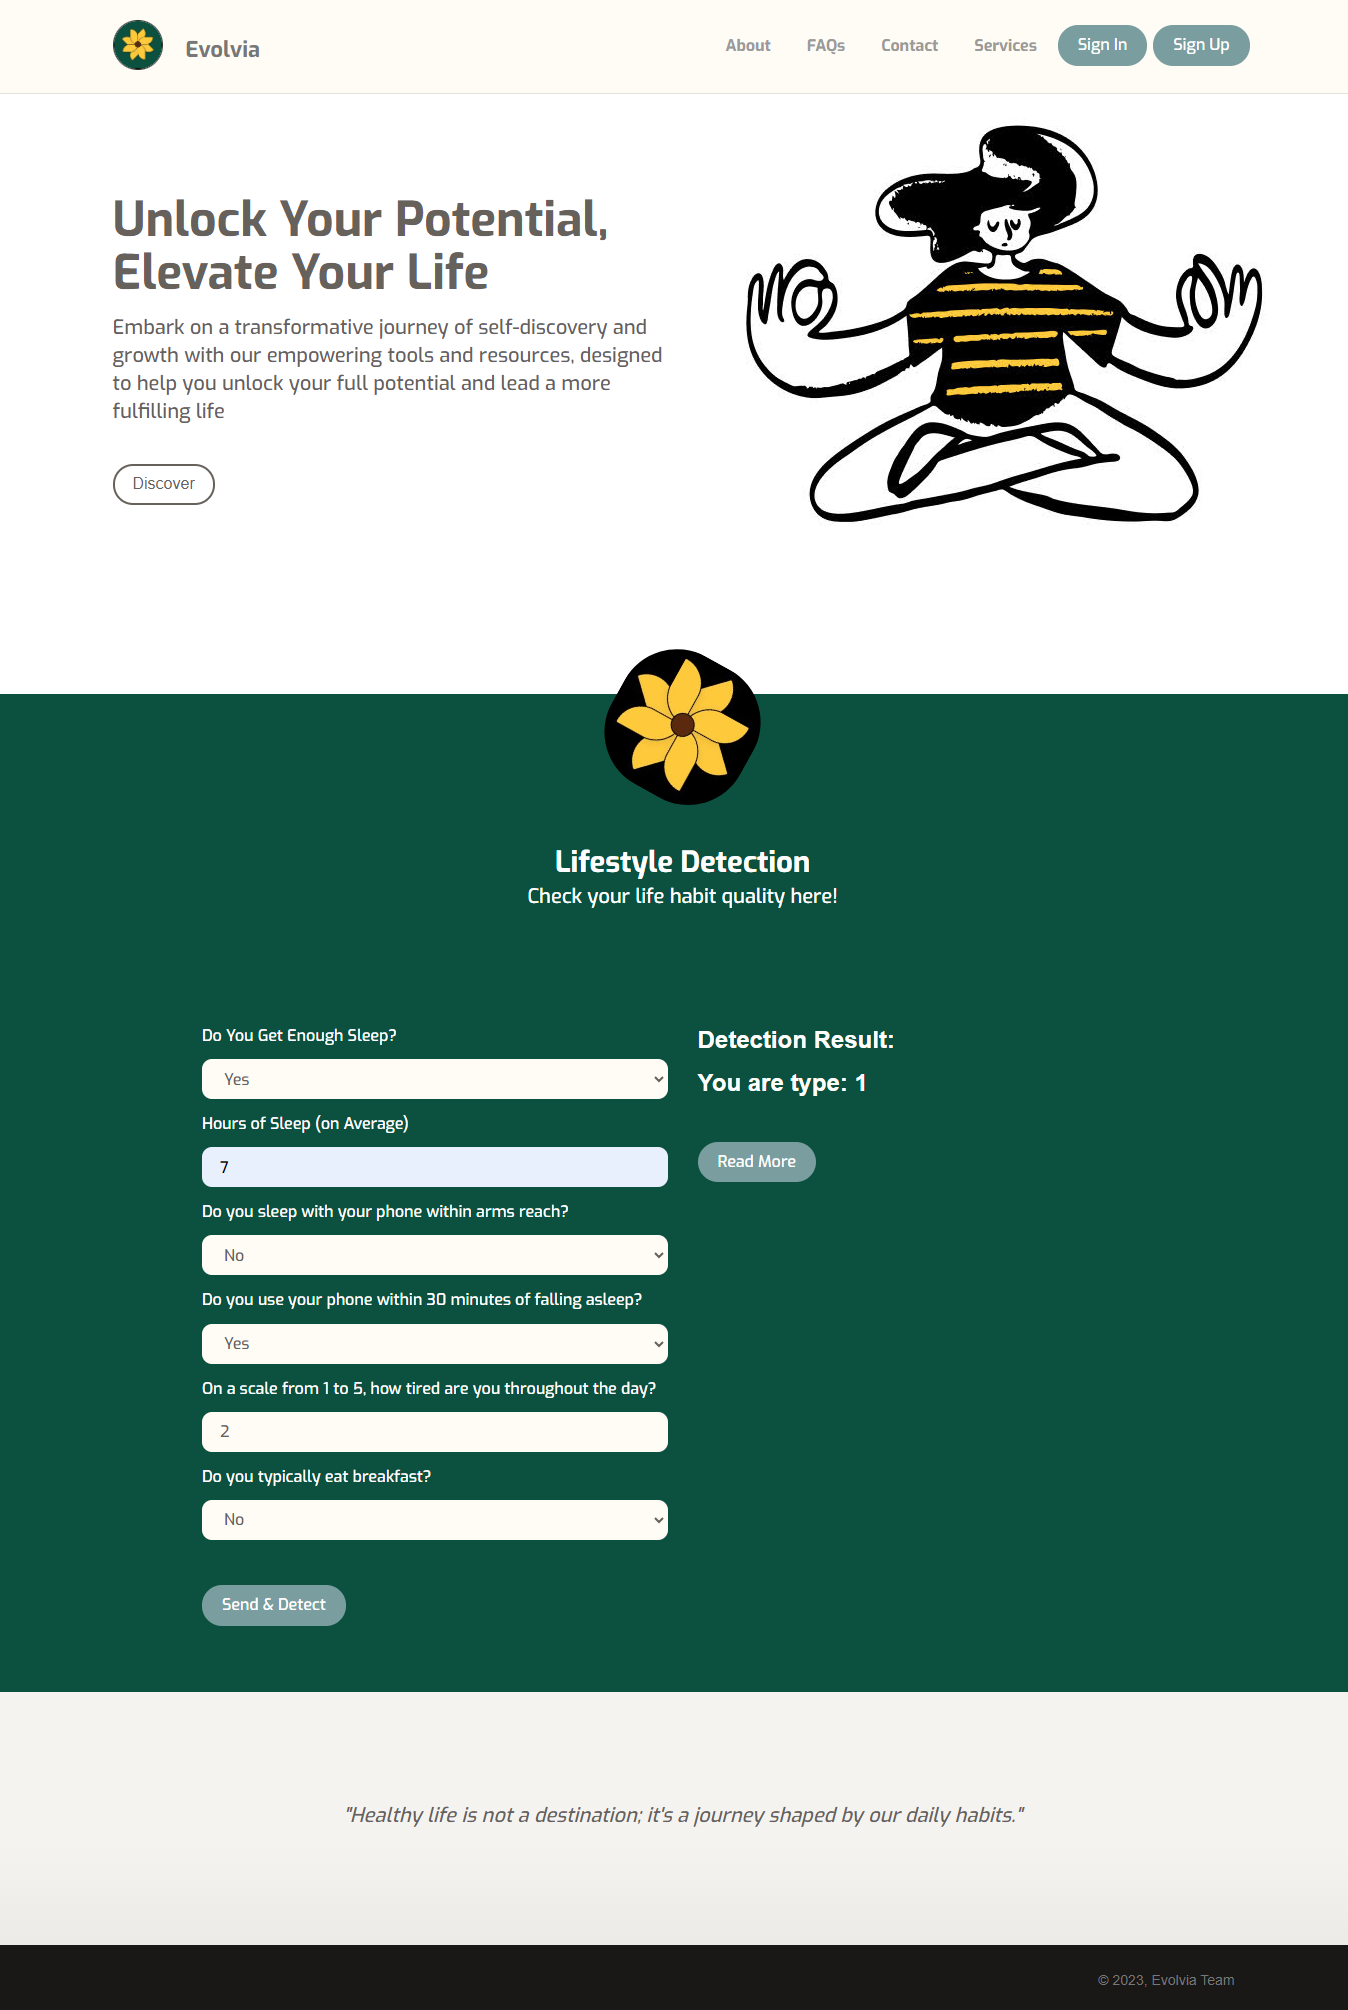 Evolvia
About
FAQs
Contact
Services
Sign In
Sign Up
Unlock Your Potential,
Elevate Your Life
Embark on a transformative journey of self-discovery and
growth with our empowering tools and resources, designed
to help you unlock your full potential and lead a more
fulfilling life
Discover
Lifestyle Detection
Check your life habit quality here!
Do You Get Enough Sleep?
Yes
Hours of Sleep (on Average)
7
Do you sleep with your phone within arms reach?
No
Do you use your phone within 30 minutes of falling asleep?
Yes
On a scale from 1 to 5, how tired are you throughout the day?
2
Do you typically eat breakfast?
No
Send & Detect
Detection Result:
You are type: 1
Read More
"Healthy life is not a destination; it's a journey shaped by our daily habits."
© 2023, Evolvia Team